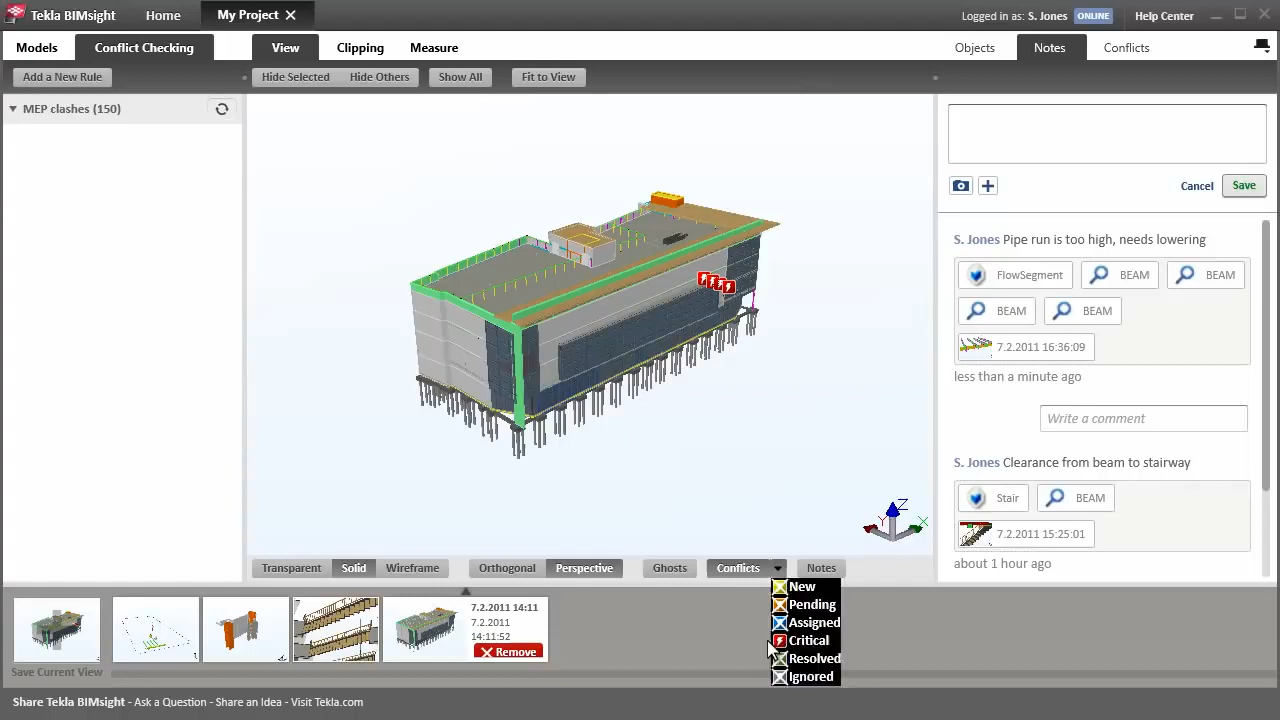 Tekla BIMsight
Home
My Project
Logged in as: S. Jones ONLINE
Help Center
Models
Conflict Checking
View
Clipping
Measure
Objects
Notes
Conflicts
Add a New Rule
Hide Selected
Hide Others
Show All
Fit to View
MEP clashes (150)
Cancel
Save
S. Jones Pipe run is too high, needs lowering
FlowSegment
BEAM
BEAM
BEAM
BEAM
7.2.2011 16:36:09
less than a minute ago
Write a comment
S. Jones Clearance from beam to stairway
Stair
BEAM
7.2.2011 15:25:01
about 1 hour ago
Z
Y
X
Transparent
Solid
Wireframe
Orthogonal
Perspective
Ghosts
Conflicts
Notes
New
Pending
Assigned
Critical
Resolved
Ignored
7.2.2011 14:11
7.2.2011
14:11:52
Remove
Save Current View
Share Tekla BIMsight - Ask a Question - Share an Idea - Visit Tekla.com